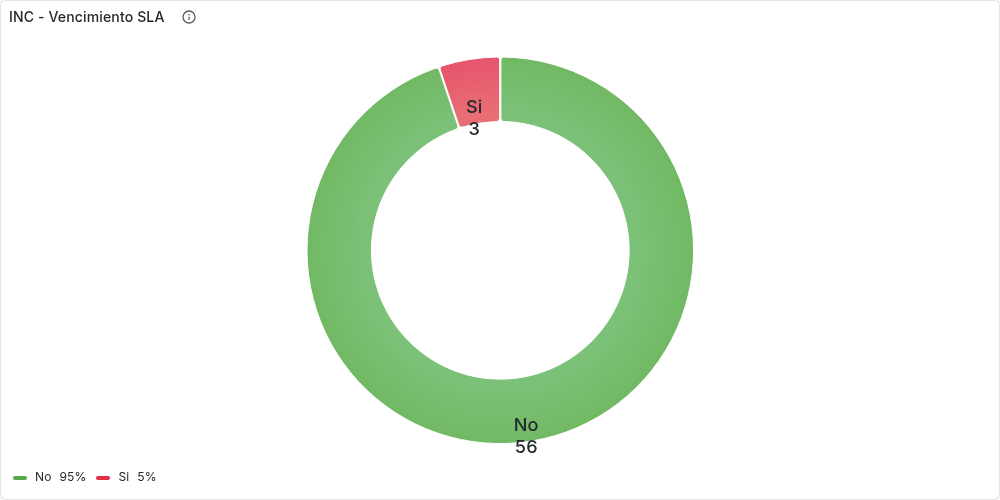 INC - Vencimiento SLA
Si
3
No
56
No 95% Si 5%